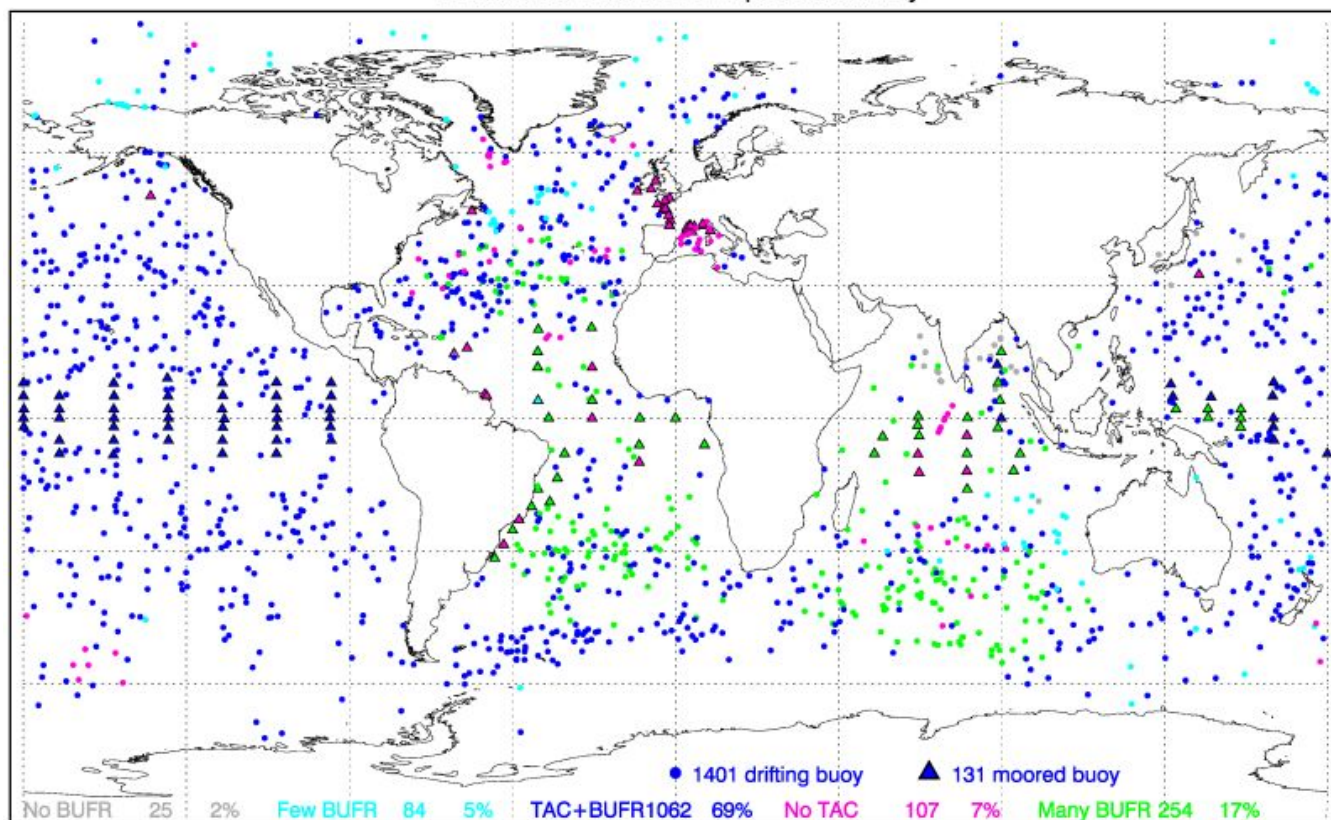 1401 drifting buoy 131 moored buoy
No BUFR 25 2% Few BUFR 84 5% TAC+BUFR1062 69% No TAC 107 7% Many BUFR 254 17%